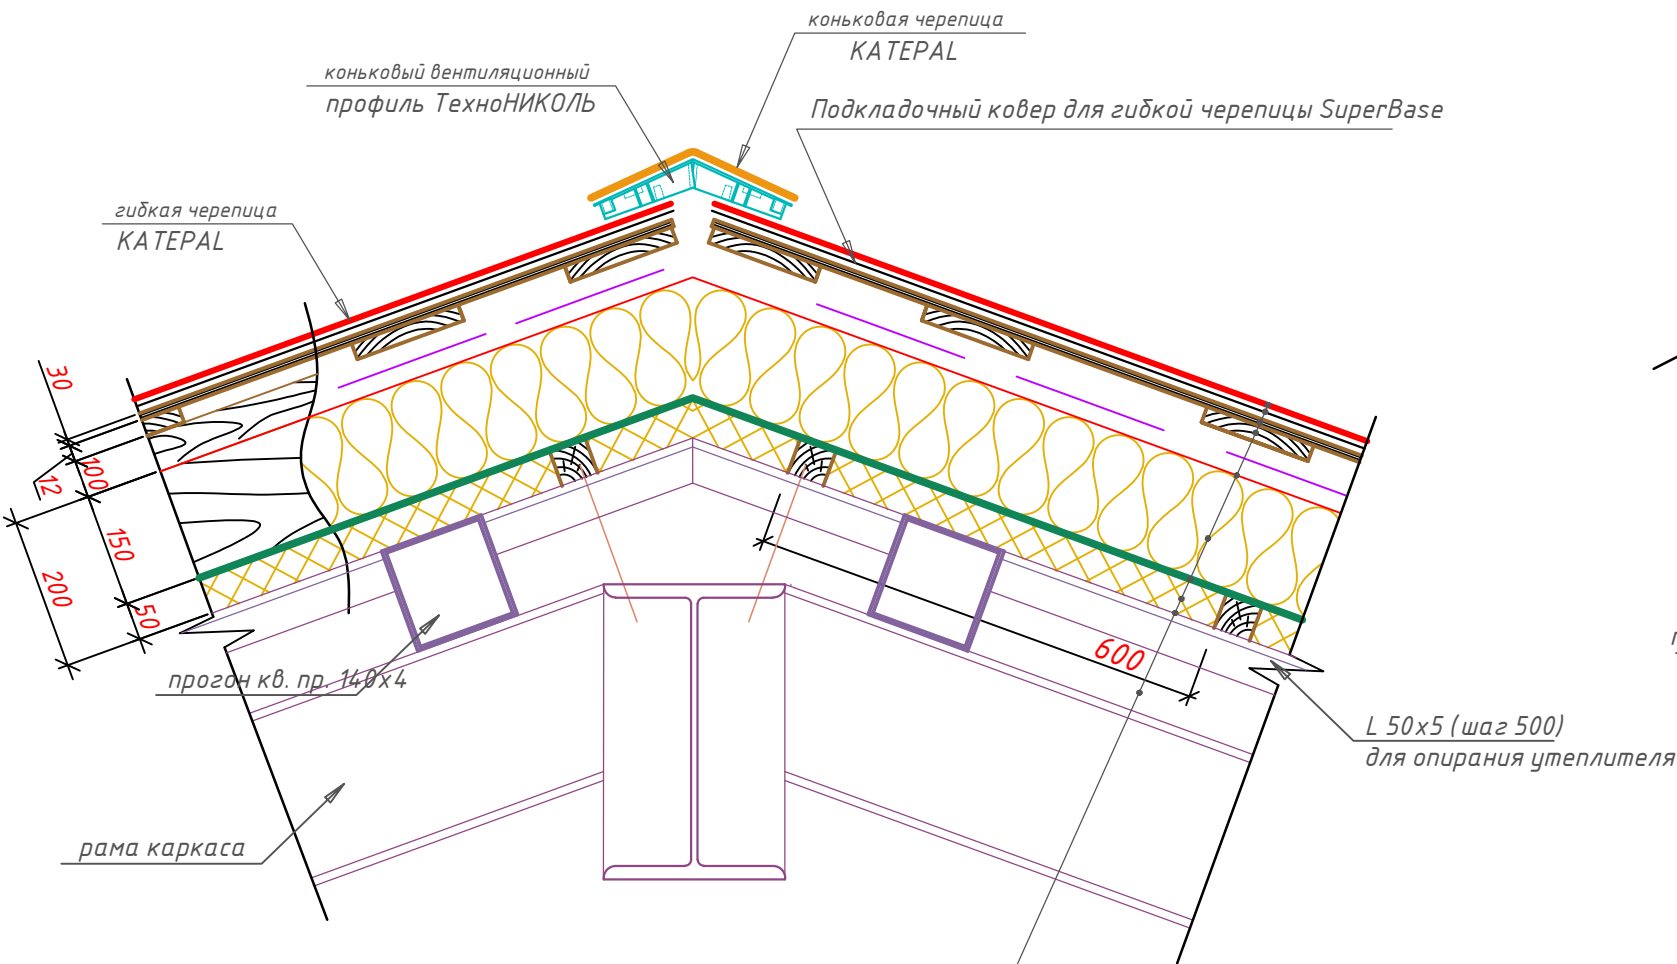 коньковая черепица
KATEPAL
коньковый вентиляционный
профиль ТехноНИКОЛЬ
Подкладочный ковер для гибкой черепицы SuperBase
гибкая черепица
KATEPAL
30
100
12
150
200
50
600
прогон кв. пр. 140х4
L 50х5 (шаг 500)
для опирания утеплителя
рама каркаса